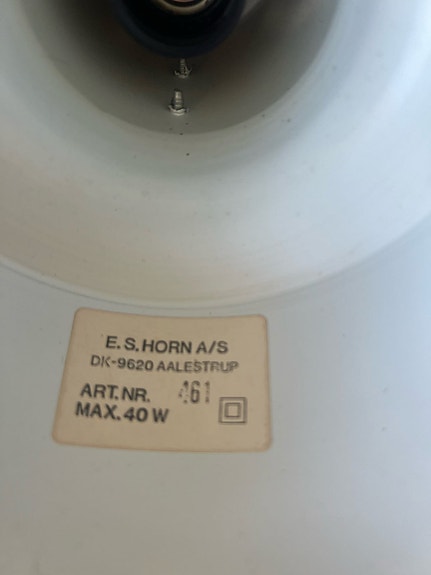 E.S.HORN A/S
DK-9620 AALESTRUP
ART.NR. 461
MAX.40 W